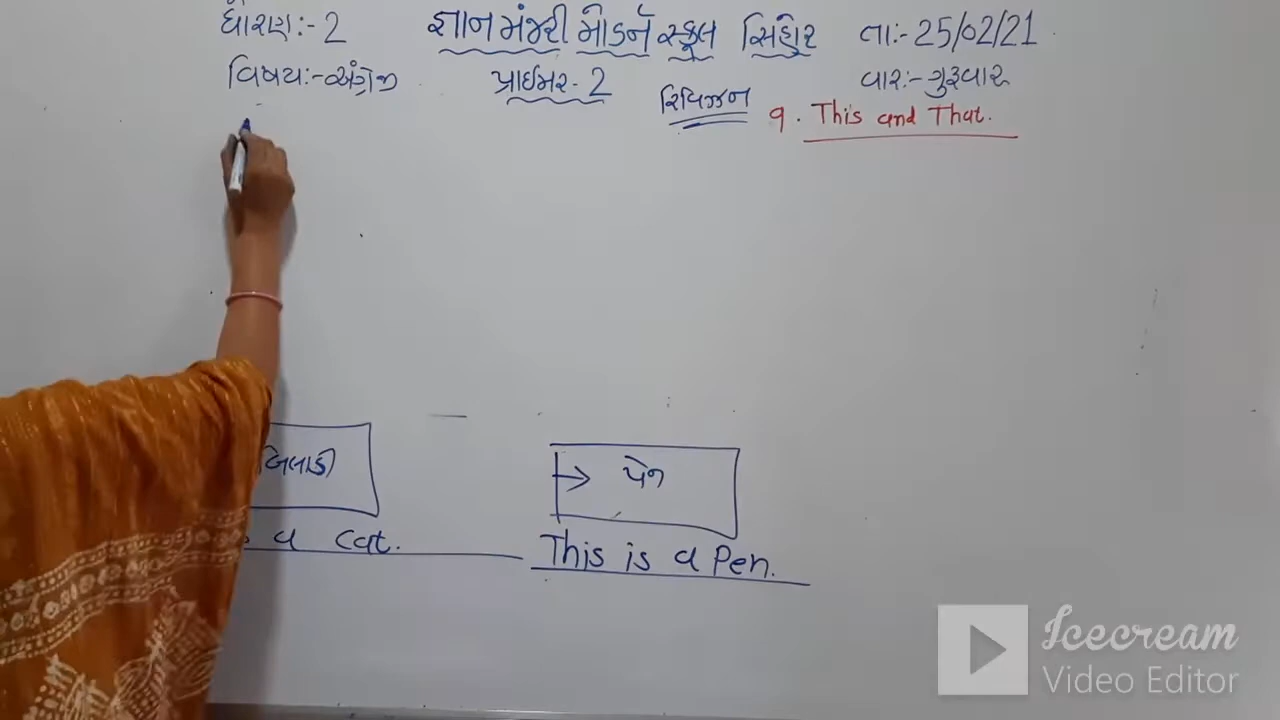 ધોરણ:-2 જ્ઞાન મંજરી મોડર્ન સ્કૂલ સિહોર તા:-25/02/21
વિષય:-અંગ્રેજી પ્રાઈમર-2 વાર:-ગુરૂવાર
રિવિઝન 9. This and That.
બિલાડી → પેન
a cat. This is a Pen.
Icecream
Video Editor